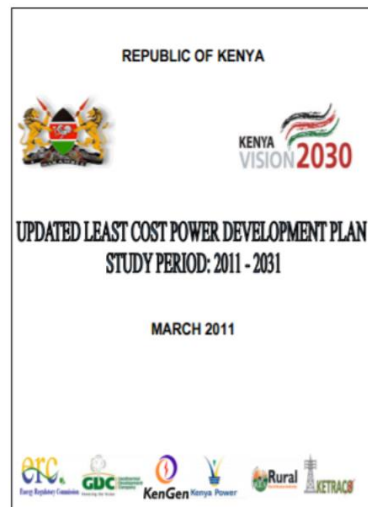 REPUBLIC OF KENYA
KENYA
VISION 2030
UPDATED LEAST COST POWER DEVELOPMENT PLAN
STUDY PERIOD: 2011 - 2031
MARCH 2011
erc
Energy Regulatory Commission
GDC
KenGen
Kenya Power
Rural
KETRACO